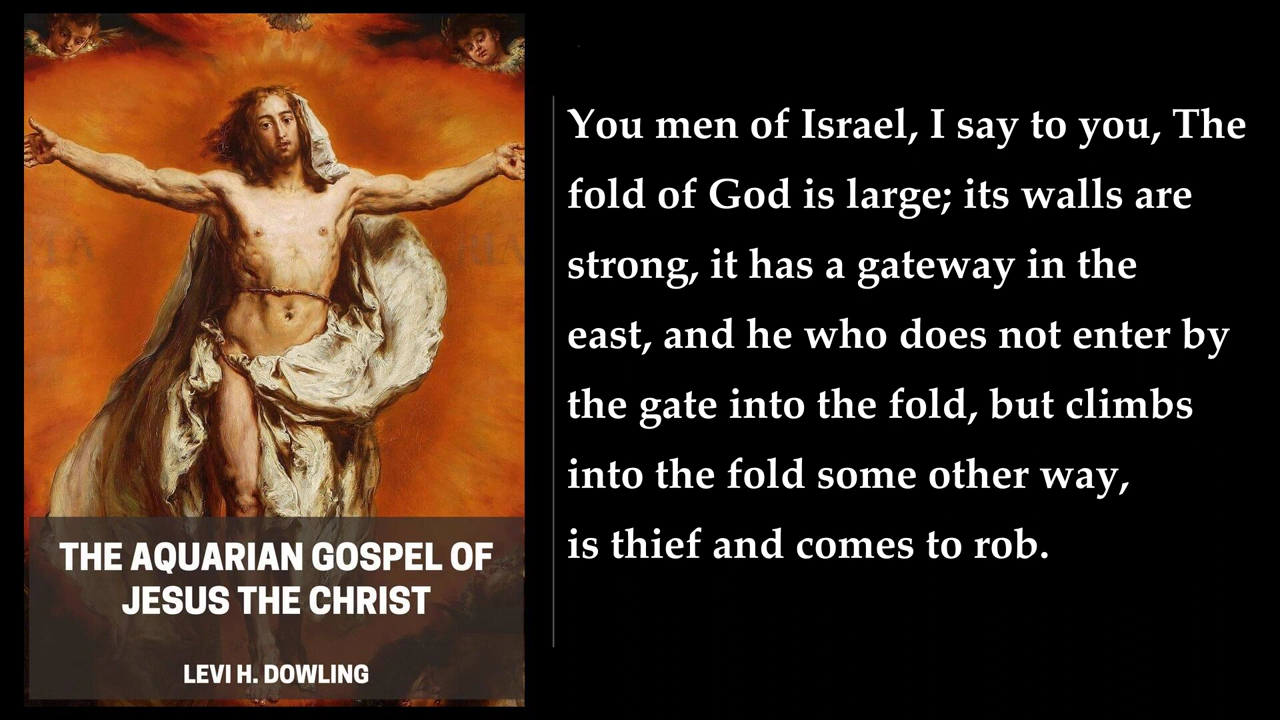 THE AQUARIAN GOSPEL OF
JESUS THE CHRIST
LEVI H. DOWLING
You men of Israel, I say to you, The
fold of God is large; its walls are
strong, it has a gateway in the
east, and he who does not enter by
the gate into the fold, but climbs
into the fold some other way,
is thief and comes to rob.